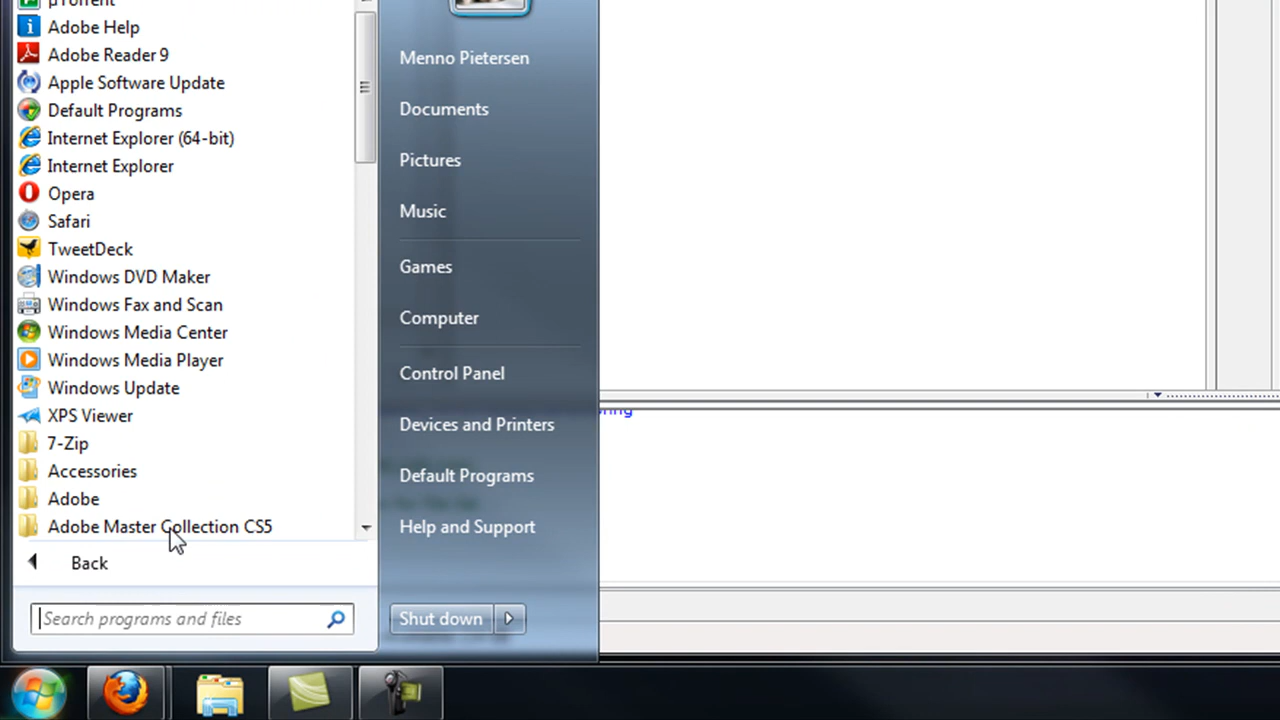 µTorrent
Adobe Help
Adobe Reader 9
Apple Software Update
Default Programs
Internet Explorer (64-bit)
Internet Explorer
Opera
Safari
TweetDeck
Windows DVD Maker
Windows Fax and Scan
Windows Media Center
Windows Media Player
Windows Update
XPS Viewer
7-Zip
Accessories
Adobe
Adobe Master Collection CS5
Back
Search programs and files
Menno Pietersen
Documents
Pictures
Music
Games
Computer
Control Panel
Devices and Printers
Default Programs
Help and Support
Shut down